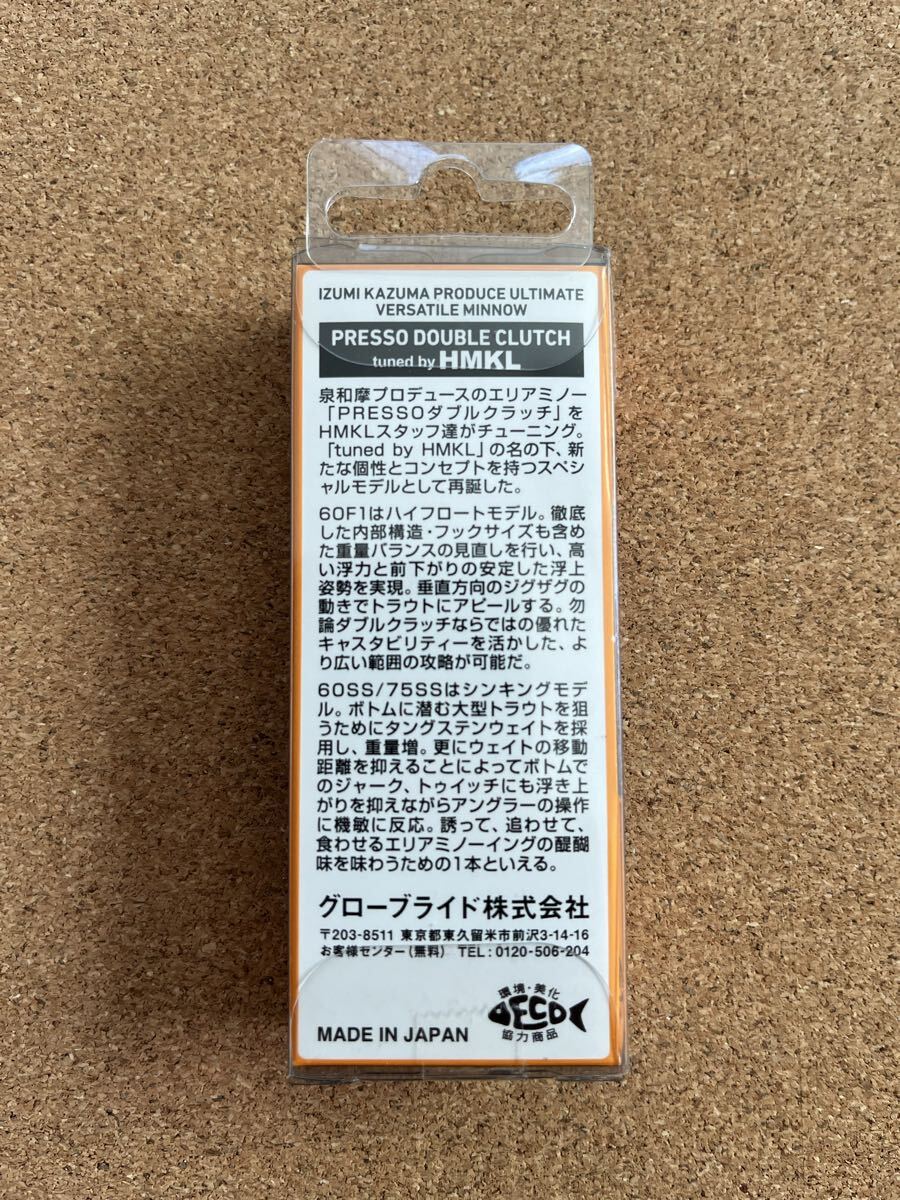 IZUMI KAZUMA PRODUCE ULTIMATE
VERSATILE MINNOW
PRESSO DOUBLE CLUTCH
tuned by HMKL
泉和摩プロデュースのエリアミノー
「PRESSOダブルクラッチ」を
HMKLスタッフ達がチューニング。
「tuned by HMKL」の名の下、新
たな個性とコンセプトを持つスペシ
ャルモデルとして再誕した。
60F1はハイフロートモデル。徹底
した内部構造・フックサイズも含め
た重量バランスの見直しを行い、高
い浮力と前下がりの安定した浮上
姿勢を実現。垂直方向のジグザグの
動きでトラウトにアピールする。勿
論ダブルクラッチならではの優れた
キャスタビリティーを活かした、よ
り広い範囲の攻略が可能だ。
60SS/75SSはシンキングモデ
ル。ボトムに潜む大型トラウトを狙
うためにタングステンウェイトを採
用し、重量増。更にウェイトの移動
距離を抑えることによってボトムで
のジャーク、トゥイッチにも浮き上
がりを抑えながらアングラーの操作
に機敏に反応。誘って、追わせて、
食わせるエリアミノーイングの醍醐
味を味わうための1本といえる。
グローブライド株式会社
〒203-8511 東京都東久留米市前沢3-14-16
お客様センター(無料) TEL:0120-506-204
環境・美化
ECO
協力商品
MADE IN JAPAN